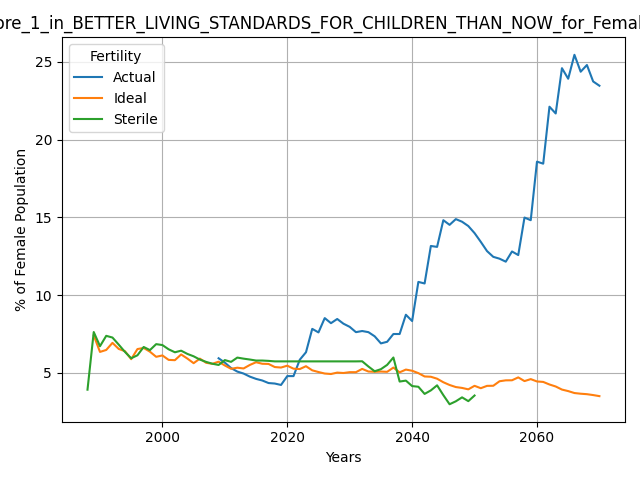 ore_1_in_BETTER_LIVING_STANDARDS_FOR_CHILDREN_THAN_NOW_for_Femal
Fertility
Actual
Ideal
Sterile
% of Female Population
25
20
15
10
5
2000 2020 2040 2060
Years